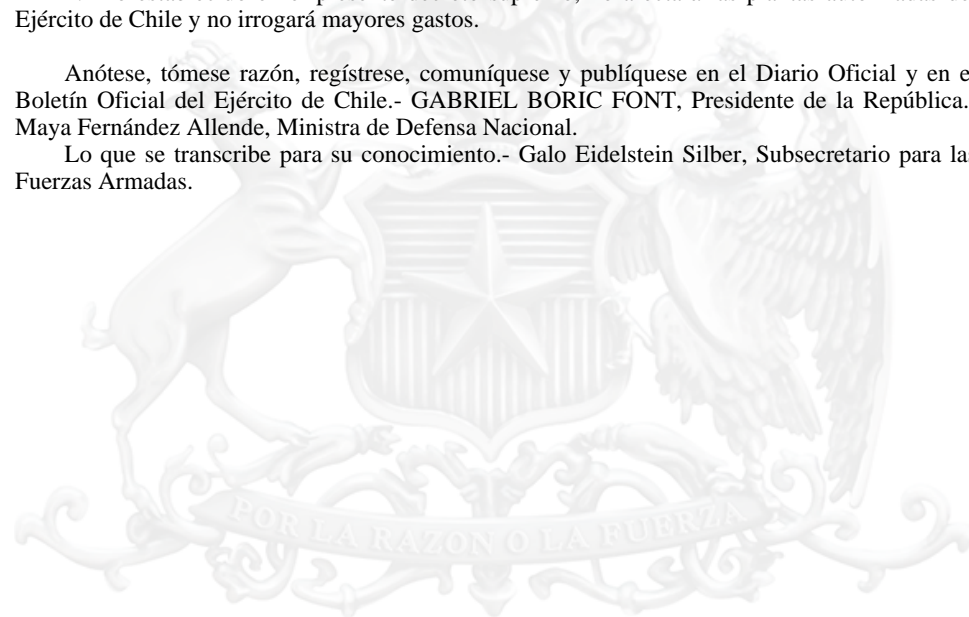 Ejército de Chile y no irrogará mayores gastos.
Anótese, tómese razón, regístrese, comuníquese y publíquese en el Diario Oficial y en e
Boletín Oficial del Ejército de Chile.- GABRIEL BORIC FONT, Presidente de la República.
Maya Fernández Allende, Ministra de Defensa Nacional.
Lo que se transcribe para su conocimiento.- Galo Eidelstein Silber, Subsecretario para las
Fuerzas Armadas.
POR LA RAZON O LA FUERZA